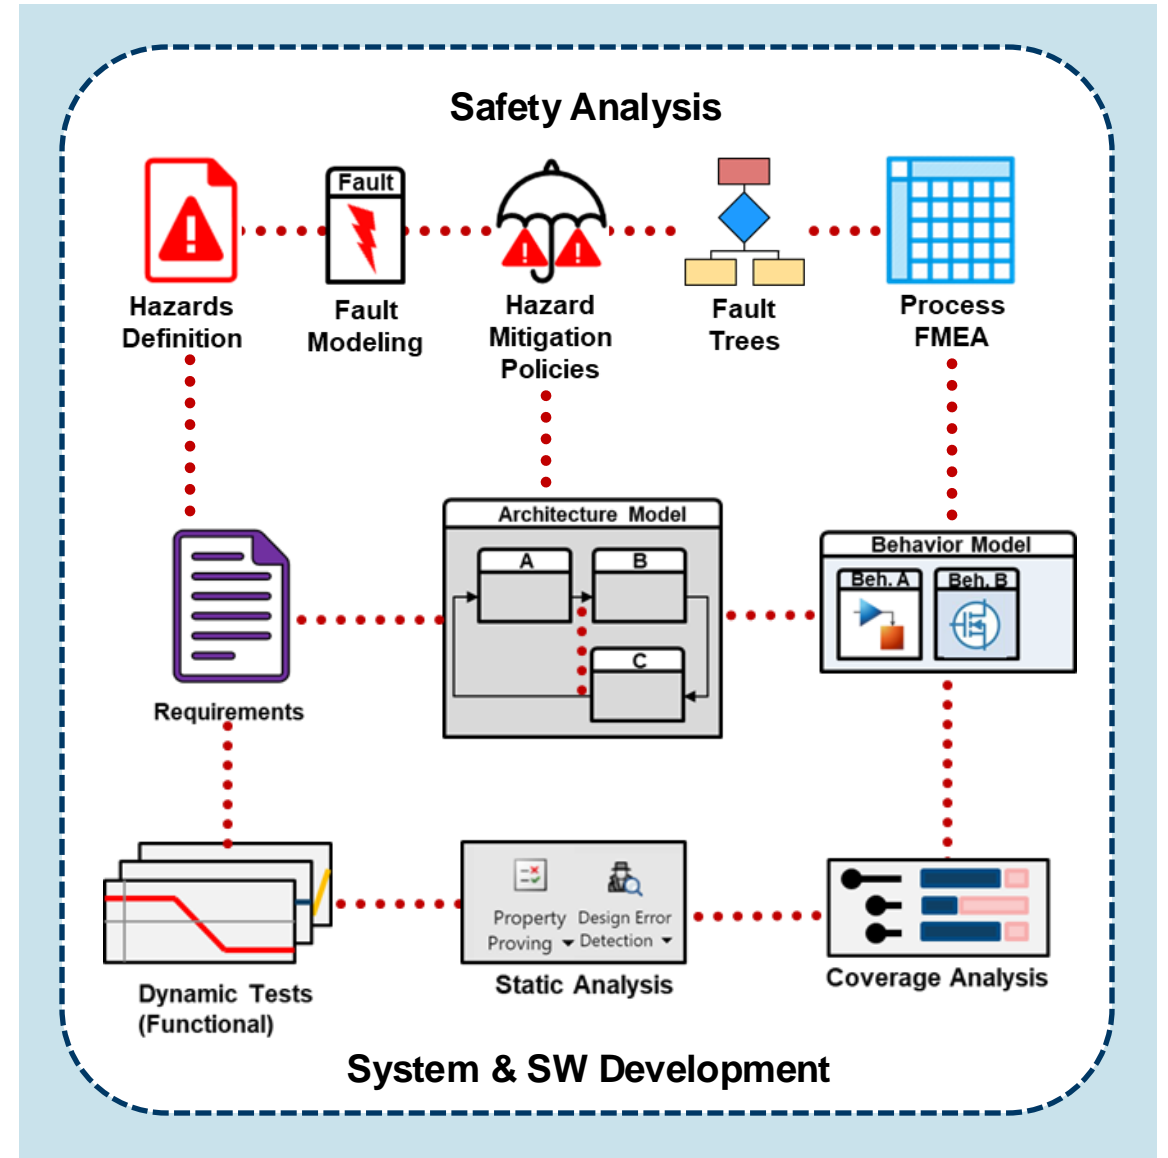 Safety Analysis
Fault
Hazards
Definition
Fault
Modeling
Hazard
Mitigation
Policies
Fault
Trees
Process
FMEA
Architecture Model
A
B
C
Behavior Model
Beh. A
Beh. B
Requirements
Property
Proving
Design Error
Detection
Static Analysis
Coverage Analysis
Dynamic Tests
(Functional)
System & SW Development